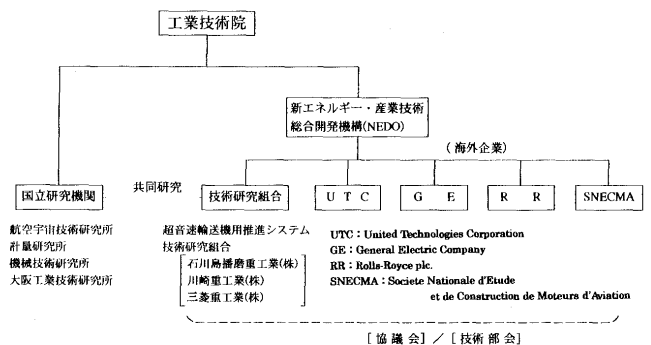 工業技術院
新エネルギー・産業技術
総合開発機構(NEDO)
(海外企業)
国立研究機関
共同研究
技術研究組合
U T C
G E
R R
SNECMA
航空宇宙技術研究所
計量研究所
機械技術研究所
大阪工業技術研究所
超音速輸送機用推進システム
技術研究組合
石川島播磨重工業(株)
川崎重工業(株)
三菱重工業(株)
UTC:United Technologies Corporation
GE:General Electric Company
RR:Rolls-Royce plc.
SNECMA:Societe Nationale d'Etude
et de Construction de Moteurs d'Aviation
[協議会]/[技術部会]